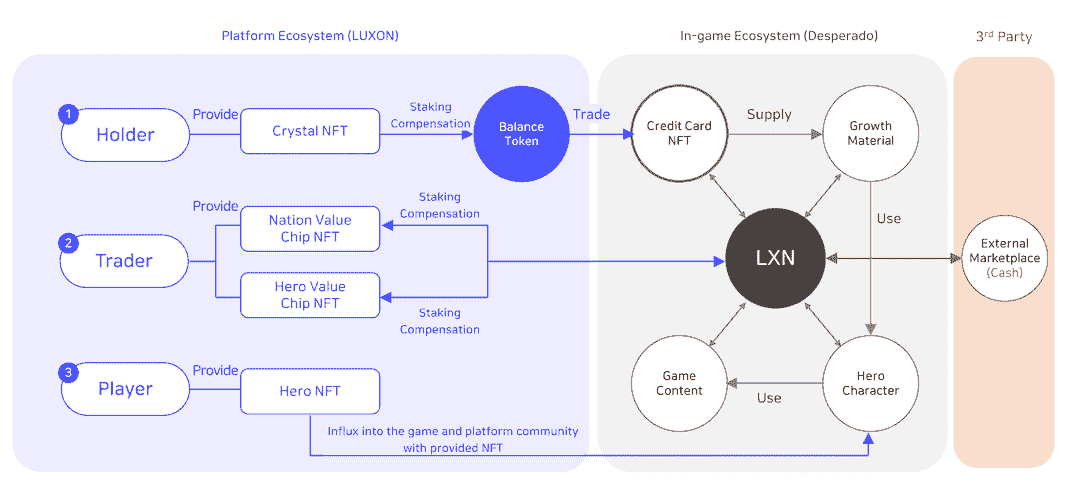 Platform Ecosystem (LUXON)
In-game Ecosystem (Desperado)
3rd Party
1
Holder
Provide
Crystal NFT
Staking
Compensation
Balance
Token
Trade
Credit Card
NFT
Supply
Growth
Material
2
Trader
Provide
Nation Value
Chip NFT
Staking
Compensation
Hero Value
Chip NFT
Staking
Compensation
LXN
Use
External
Marketplace
(Cash)
3
Player
Provide
Hero NFT
Game
Content
Use
Hero
Character
Influx into the game and platform community
with provided NFT